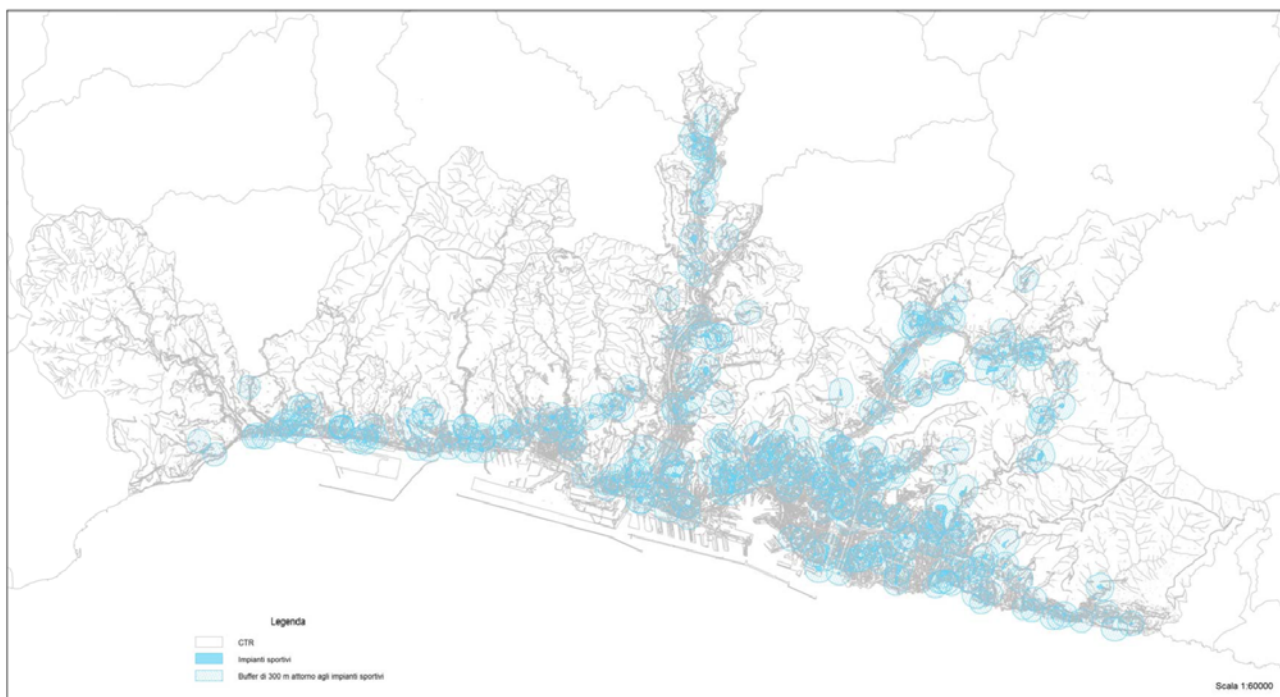 Legenda
CTR
Impianti sportivi
Buffer di 300 m attorno agli impianti sportivi
Scala 1:60000